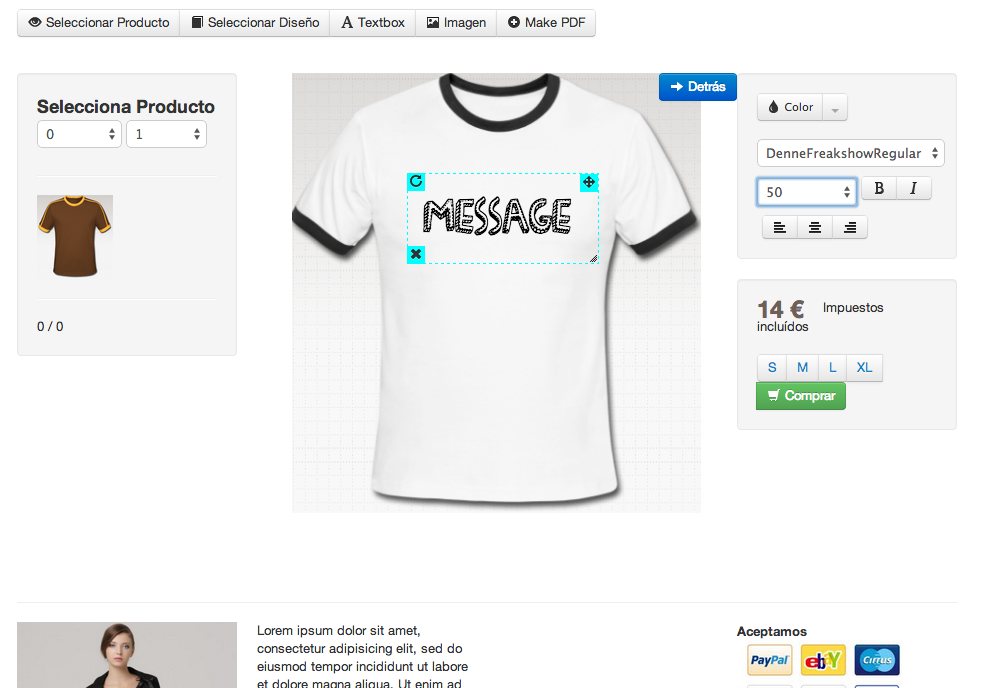 Seleccionar Producto Seleccionar Diseño Textbox Imagen Make PDF
Selecciona Producto
0 1
0 / 0
MESSAGE
Detrás
Color
DenneFreakshowRegular
50 B I
14 € Impuestos
incluídos
S M L XL
Comprar
Lorem ipsum dolor sit amet,
consectetur adipisicing elit, sed do
eiusmod tempor incididunt ut labore
et dolore magna aliqua. Ut enim ad
Aceptamos
PayPal ebY Cirrus